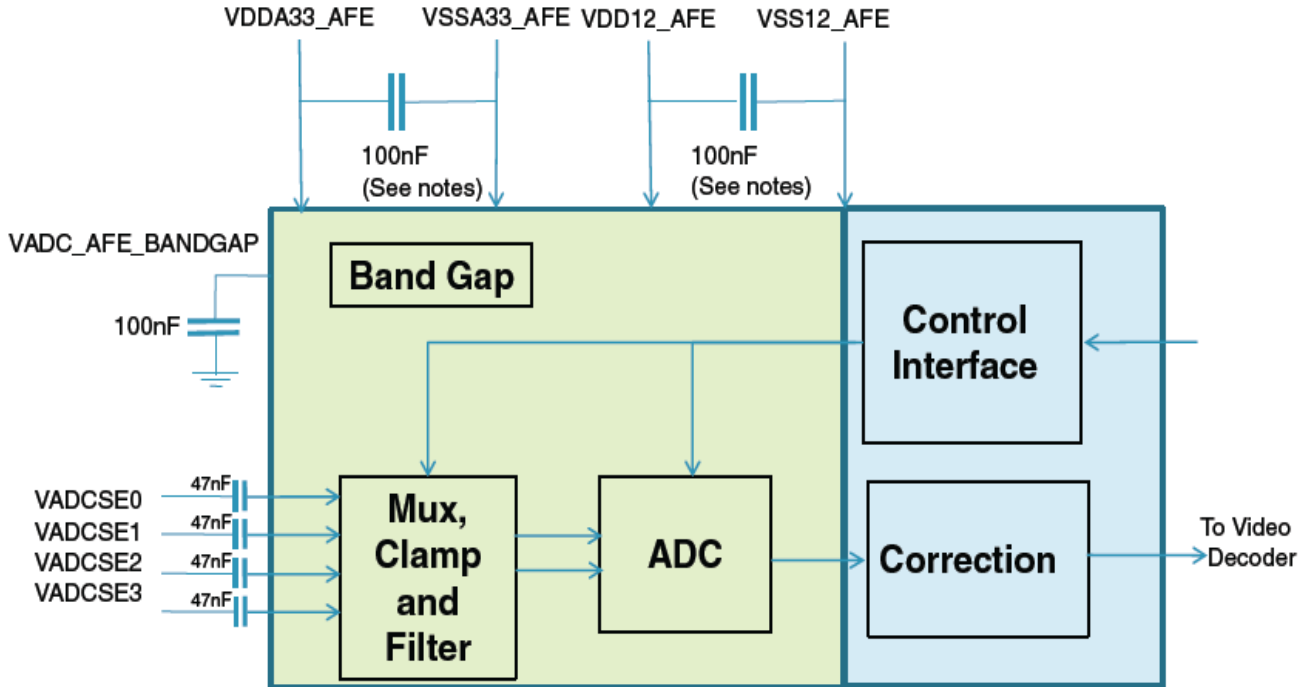 VDDA33_AFE
VSSA33_AFE
VDD12_AFE
VSS12_AFE
100nF
(See notes)
100nF
(See notes)
VADC_AFE_BANDGAP
100nF
Band Gap
Control
Interface
VADCSE0
47nF
VADCSE1
47nF
VADCSE2
47nF
VADCSE3
47nF
Mux,
Clamp
and
Filter
ADC
Correction
To Video
Decoder